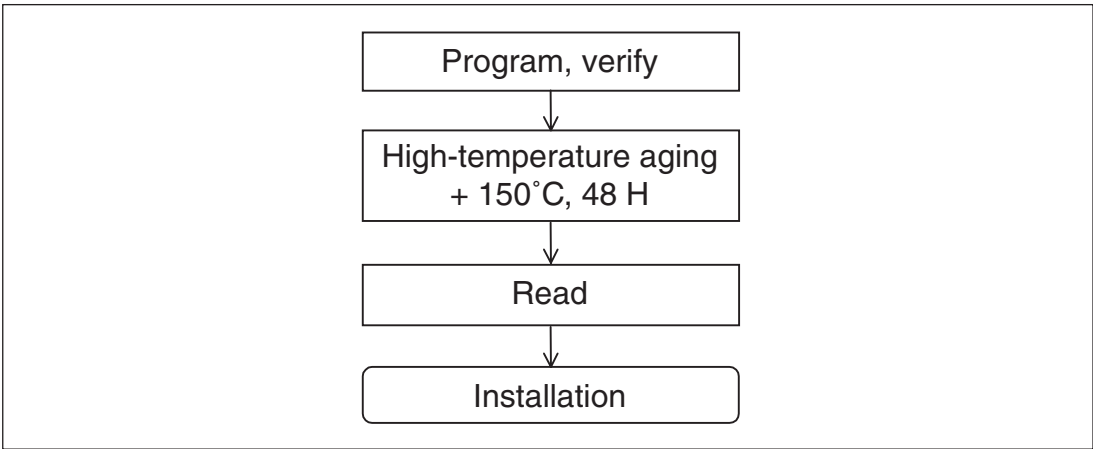 Program, verify
High-temperature aging
+ 150˚C, 48 H
Read
Installation